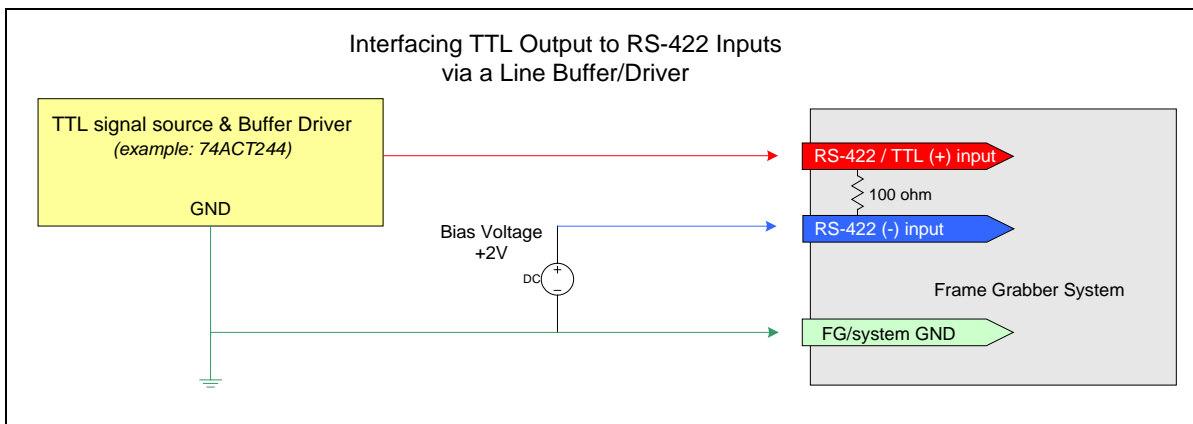 Interfacing TTL Output to RS-422 Inputs
via a Line Buffer/Driver
TTL signal source & Buffer Driver
(example: 74ACT244)
GND
RS-422 / TTL (+) input
100 ohm
RS-422 (-) input
Bias Voltage
+2V
DC
+
−
Frame Grabber System
FG/system GND